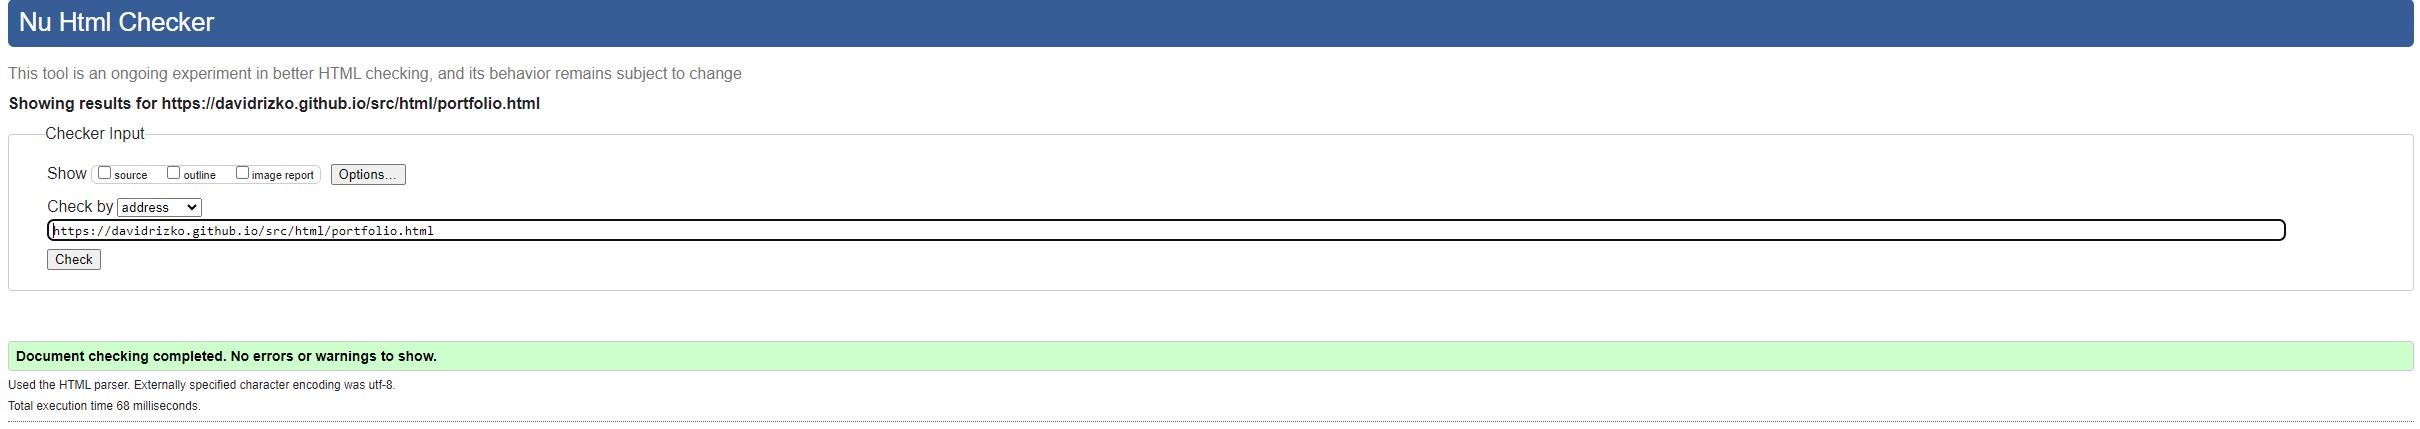 Nu Html Checker
This tool is an ongoing experiment in better HTML checking, and its behavior remains subject to change
Showing results for https://davidrizko.github.io/src/html/portfolio.html
Checker Input
Show source outline image report Options...
Check by address
https://davidrizko.github.io/src/html/portfolio.html
Check
Document checking completed. No errors or warnings to show.
Used the HTML parser. Externally specified character encoding was utf-8.
Total execution time 68 milliseconds.